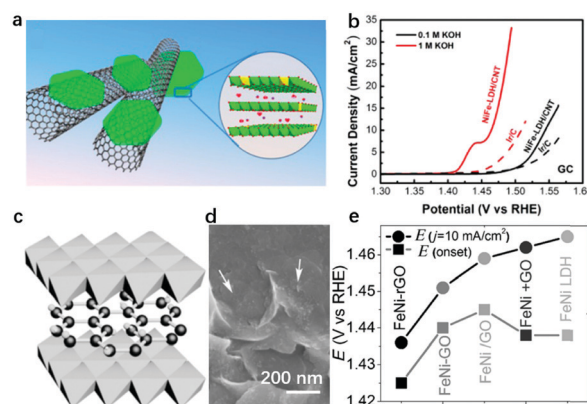 a
b
Current Density (mA/cm²)
35
30
25
20
15
10
5
0
0.1 M KOH
1 M KOH
NiFe-LDH/CNT
Ir/C
NiFe-LDH/CNT
Ir/C
GC
1.30 1.35 1.40 1.45 1.50 1.55
Potential (V vs RHE)
c
d
200 nm
e
E (V vs RHE)
1.46
1.45
1.44
1.43
1.42
E (j=10 mA/cm²)
E (onset)
FeNi-rGO
FeNi-GO
FeNi /GO
FeNi +GO
FeNi LDH